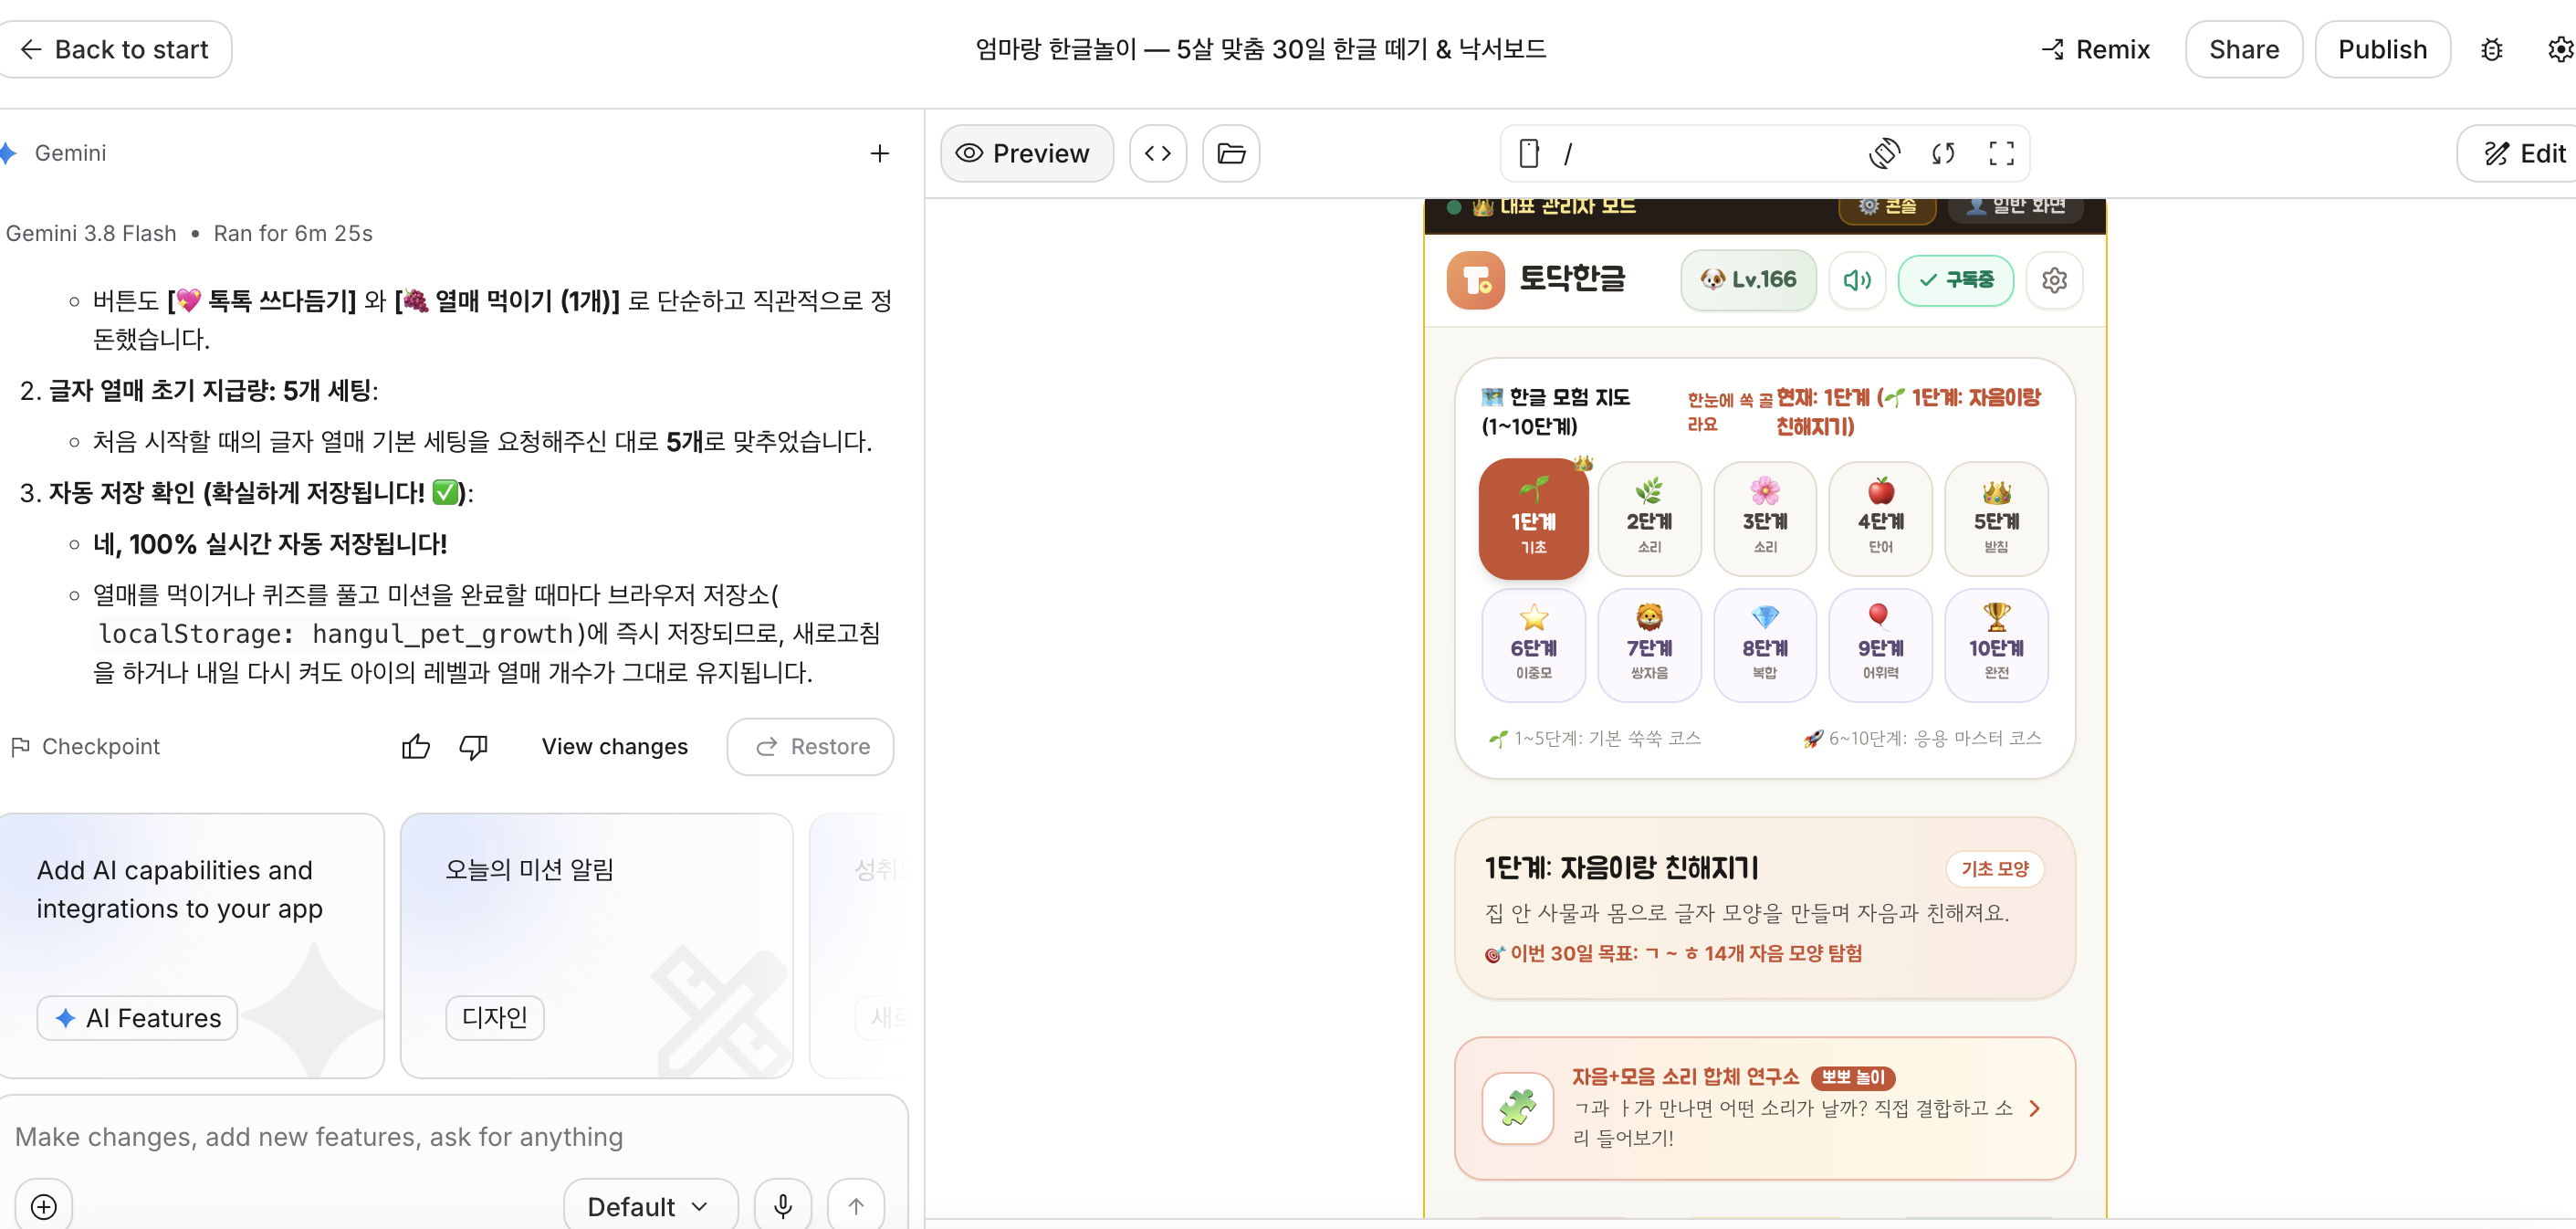 Back to start
엄마랑 한글놀이 — 5살 맞춤 30일 한글 떼기 & 낙서보드
Remix
Share
Publish
Gemini
Preview
/
Edit
Gemini 3.8 Flash • Ran for 6m 25s
버튼도 [💖 톡톡 쓰다듬기] 와 [🍇 열매 먹이기 (1개)] 로 단순하고 직관적으로 정
돈했습니다.
2. 글자 열매 초기 지급량: 5개 세팅:
처음 시작할 때의 글자 열매 기본 세팅을 요청해주신 대로 5개로 맞추었습니다.
3. 자동 저장 확인 (확실하게 저장됩니다! ✅):
네, 100% 실시간 자동 저장됩니다!
열매를 먹이거나 퀴즈를 풀고 미션을 완료할 때마다 브라우저 저장소(
localStorage: hangul_pet_growth)에 즉시 저장되므로, 새로고침
을 하거나 내일 다시 켜도 아이의 레벨과 열매 개수가 그대로 유지됩니다.
Checkpoint
View changes
Restore
Add AI capabilities and
integrations to your app
AI Features
오늘의 미션 알림
디자인
Make changes, add new features, ask for anything
Default
👑 대표 관리자 모드
⚙️ 콘솔
👤 일반 화면
토닥한글
🐶 Lv.166
✓ 구독중
🗺️ 한글 모험 지도
(1~10단계)
한눈에 쏙 골
라요
현재: 1단계 (🌱 1단계: 자음이랑
친해지기)
1단계
기초
2단계
소리
3단계
소리
4단계
단어
5단계
받침
6단계
이중모
7단계
쌍자음
8단계
복합
9단계
어휘력
10단계
완전
🌱 1~5단계: 기본 쑥쑥 코스
🚀 6~10단계: 응용 마스터 코스
1단계: 자음이랑 친해지기
기초 모양
집 안 사물과 몸으로 글자 모양을 만들며 자음과 친해져요.
🎯 이번 30일 목표: ㄱ ~ ㅎ 14개 자음 모양 탐험
자음+모음 소리 합체 연구소
뽀뽀 놀이
ㄱ과 ㅏ가 만나면 어떤 소리가 날까? 직접 결합하고 소
리 들어보기!